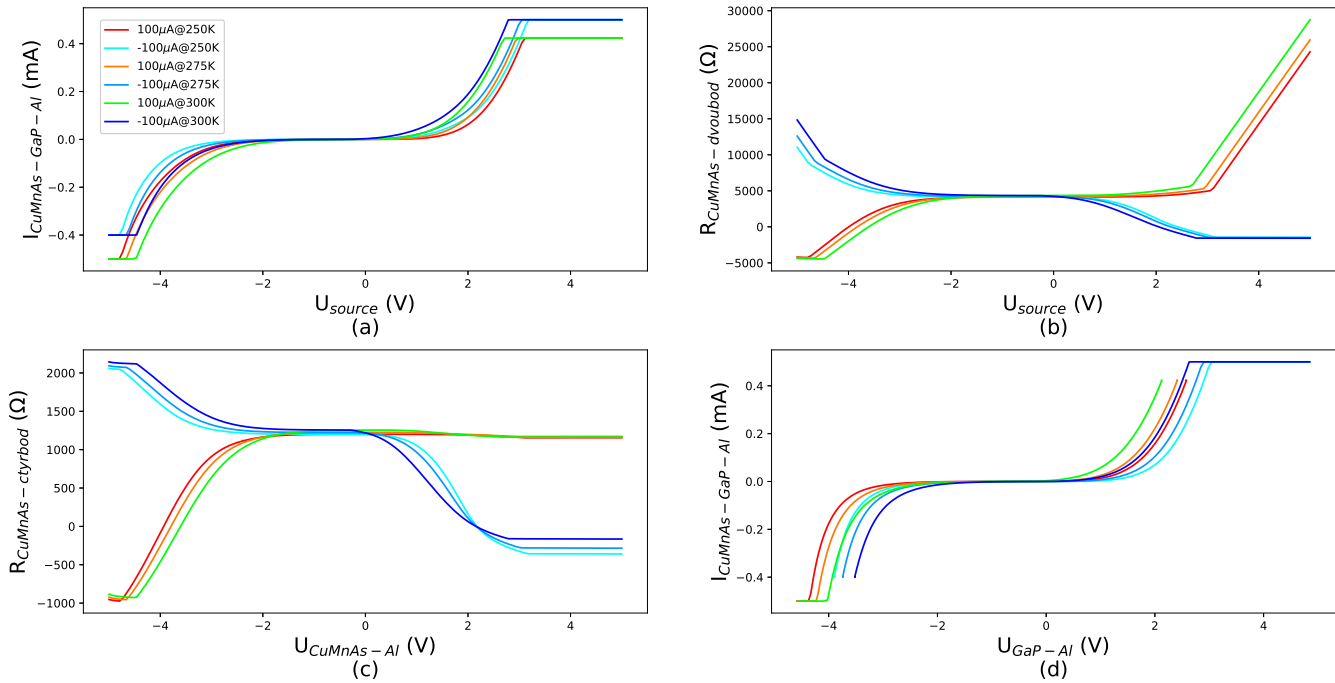 I_CuMnAs−GaP−Al (mA)
0.4
0.2
0.0
−0.2
−0.4
100μA@250K
-100μA@250K
100μA@275K
-100μA@275K
100μA@300K
-100μA@300K
−4 −2 0 2 4
U_source (V)
(a)
R_CuMnAs−dvoubod (Ω)
30000
25000
20000
15000
10000
5000
0
−5000
−4 −2 0 2 4
U_source (V)
(b)
R_CuMnAs−ctyrbod (Ω)
2000
1500
1000
500
0
−500
−1000
−4 −2 0 2 4
U_CuMnAs−Al (V)
(c)
I_CuMnAs−GaP−Al (mA)
0.4
0.2
0.0
−0.2
−0.4
−4 −2 0 2 4
U_GaP−Al (V)
(d)